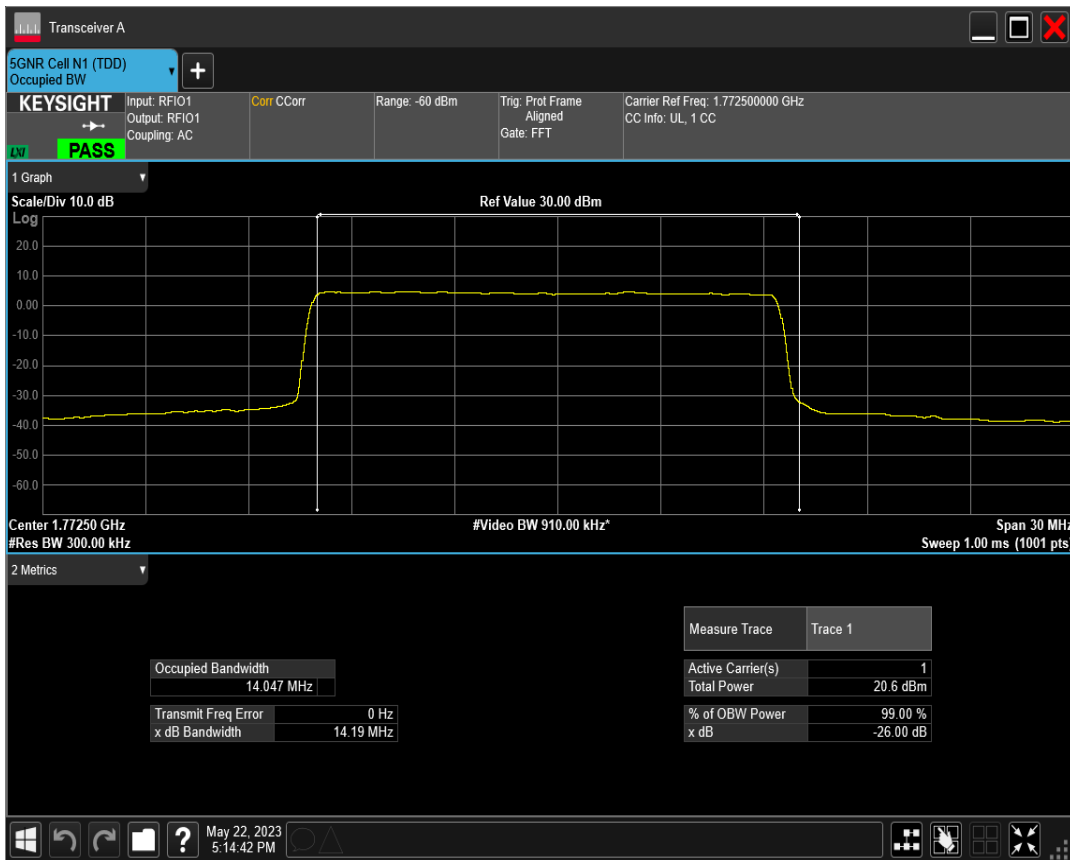 Transceiver A
5GNR Cell N1 (TDD)
Occupied BW
+
KEYSIGHT
LXI
PASS
Input: RFIO1
Output: RFIO1
Coupling: AC
Corr CCorr
Range: -60 dBm
Trig: Prot Frame
Aligned
Gate: FFT
Carrier Ref Freq: 1.772500000 GHz
CC Info: UL, 1 CC
1 Graph
Scale/Div 10.0 dB
Ref Value 30.00 dBm
Log
20.0
10.0
0.00
-10.0
-20.0
-30.0
-40.0
-50.0
-60.0
Center 1.77250 GHz
#Video BW 910.00 kHz*
Span 30 MHz
#Res BW 300.00 kHz
Sweep 1.00 ms (1001 pts)
2 Metrics
Measure Trace Trace 1
Occupied Bandwidth
14.047 MHz
Active Carrier(s) 1
Total Power 20.6 dBm
Transmit Freq Error 0 Hz
x dB Bandwidth 14.19 MHz
% of OBW Power 99.00 %
x dB -26.00 dB
?
May 22, 2023
5:14:42 PM